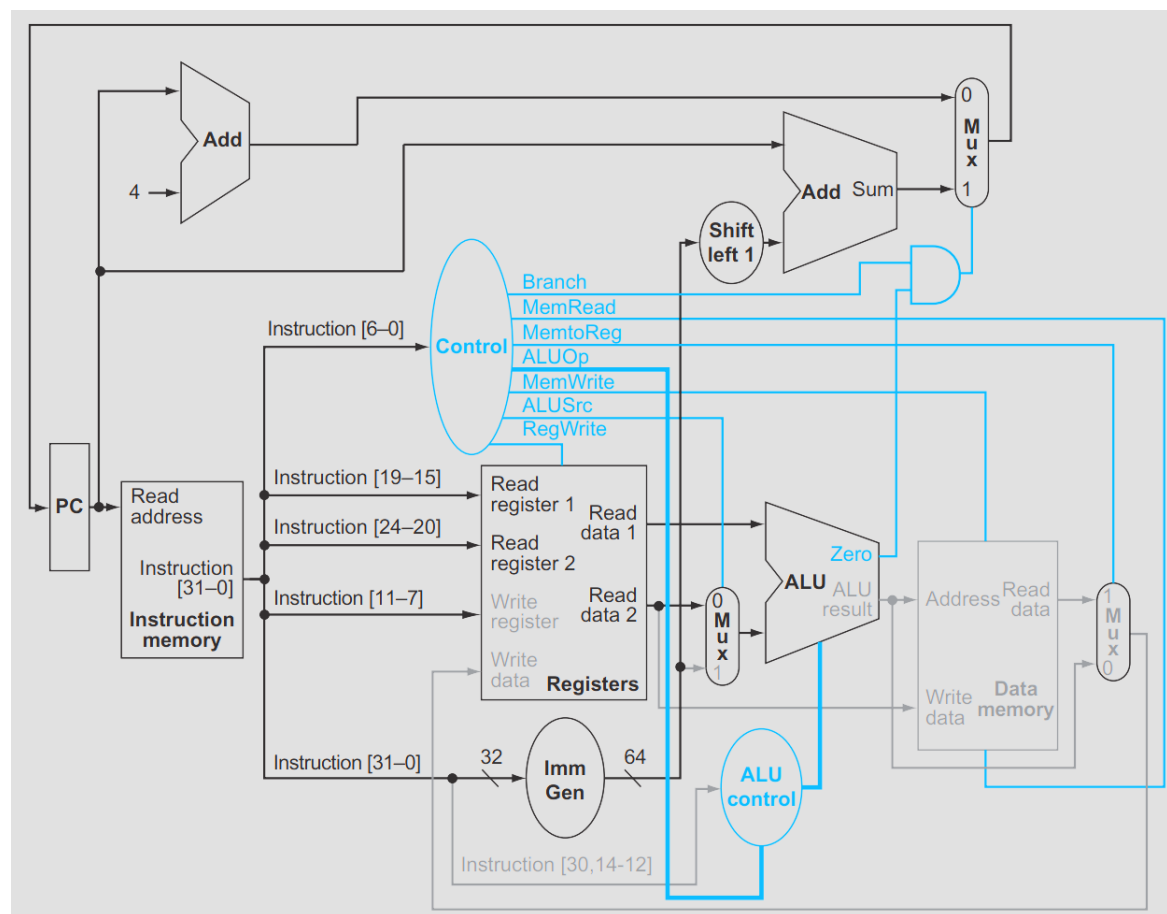 0
M
u
x
1
Add
4
Add Sum
Shift
left 1
Branch
MemRead
MemtoReg
ALUOp
MemWrite
ALUSrc
RegWrite
Control
Instruction [6–0]
PC
Read
address
Instruction
[31–0]
Instruction
memory
Instruction [19–15]
Instruction [24–20]
Instruction [11–7]
Instruction [31–0]
Read
register 1
Read
register 2
Write
register
Write
data
Read
data 1
Read
data 2
Registers
0
M
u
x
1
Zero
ALU
ALU
result
Address
Read
data
Write
data
Data
memory
1
M
u
x
0
32
Imm
Gen
64
ALU
control
Instruction [30,14-12]